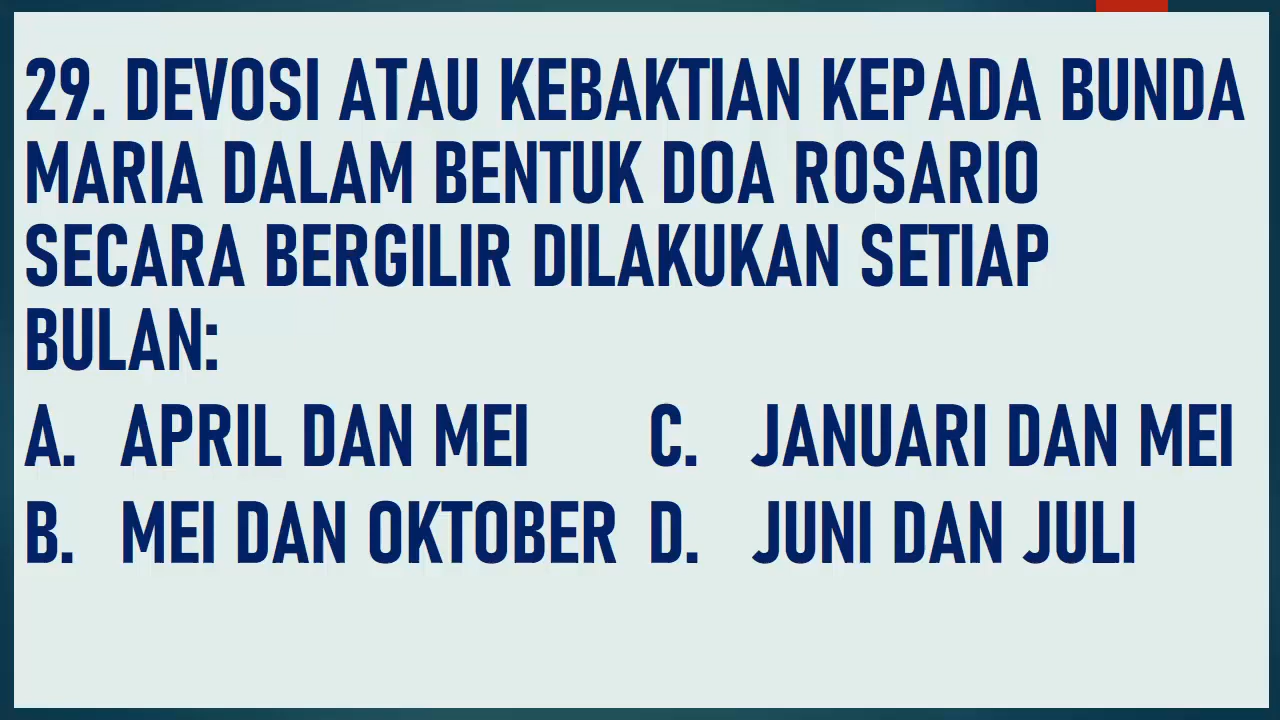 29. DEVOSI ATAU KEBAKTIAN KEPADA BUNDA
MARIA DALAM BENTUK DOA ROSARIO
SECARA BERGILIR DILAKUKAN SETIAP
BULAN:
A. APRIL DAN MEI C. JANUARI DAN MEI
B. MEI DAN OKTOBER D. JUNI DAN JULI